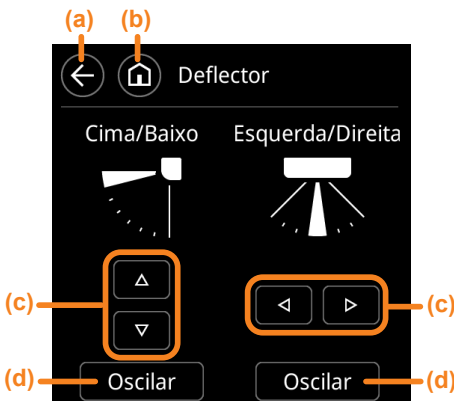 (a) (b)
Deflector
Cima/Baixo Esquerda/Direita
(c) (c)
(d) Oscilar Oscilar (d)